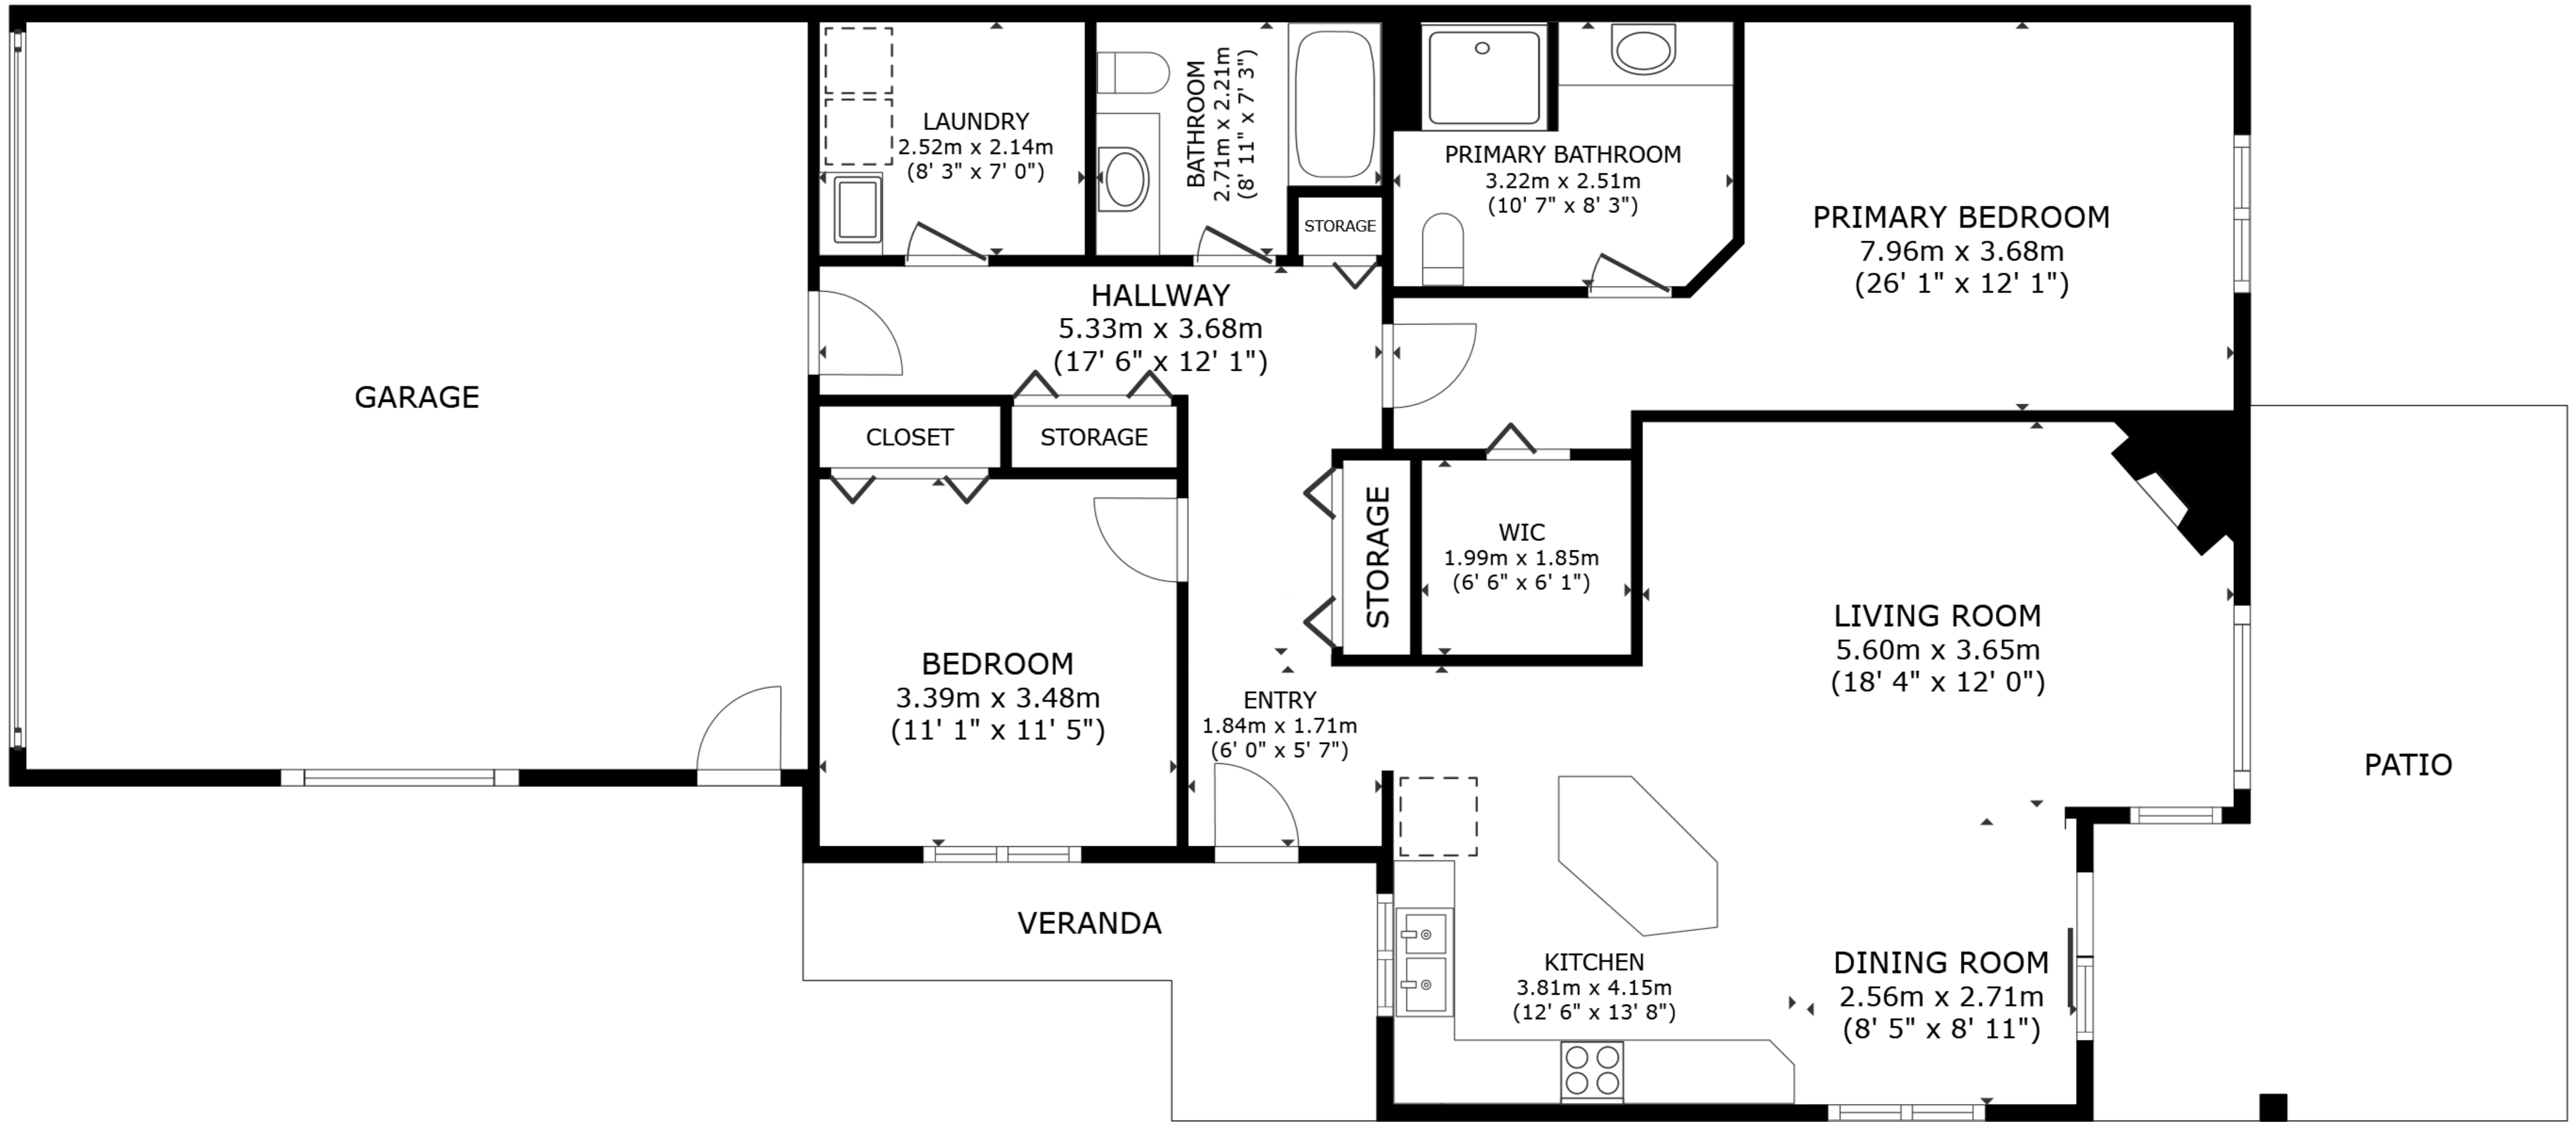 LAUNDRY
2.52m x 2.14m
(8' 3" x 7' 0")
BATHROOM
2.71m x 2.21m
(8' 11" x 7' 3")
STORAGE
PRIMARY BATHROOM
3.22m x 2.51m
(10' 7" x 8' 3")
PRIMARY BEDROOM
7.96m x 3.68m
(26' 1" x 12' 1")
HALLWAY
5.33m x 3.68m
(17' 6" x 12' 1")
GARAGE
CLOSET
STORAGE
STORAGE
WIC
1.99m x 1.85m
(6' 6" x 6' 1")
LIVING ROOM
5.60m x 3.65m
(18' 4" x 12' 0")
BEDROOM
3.39m x 3.48m
(11' 1" x 11' 5")
ENTRY
1.84m x 1.71m
(6' 0" x 5' 7")
PATIO
VERANDA
KITCHEN
3.81m x 4.15m
(12' 6" x 13' 8")
DINING ROOM
2.56m x 2.71m
(8' 5" x 8' 11")